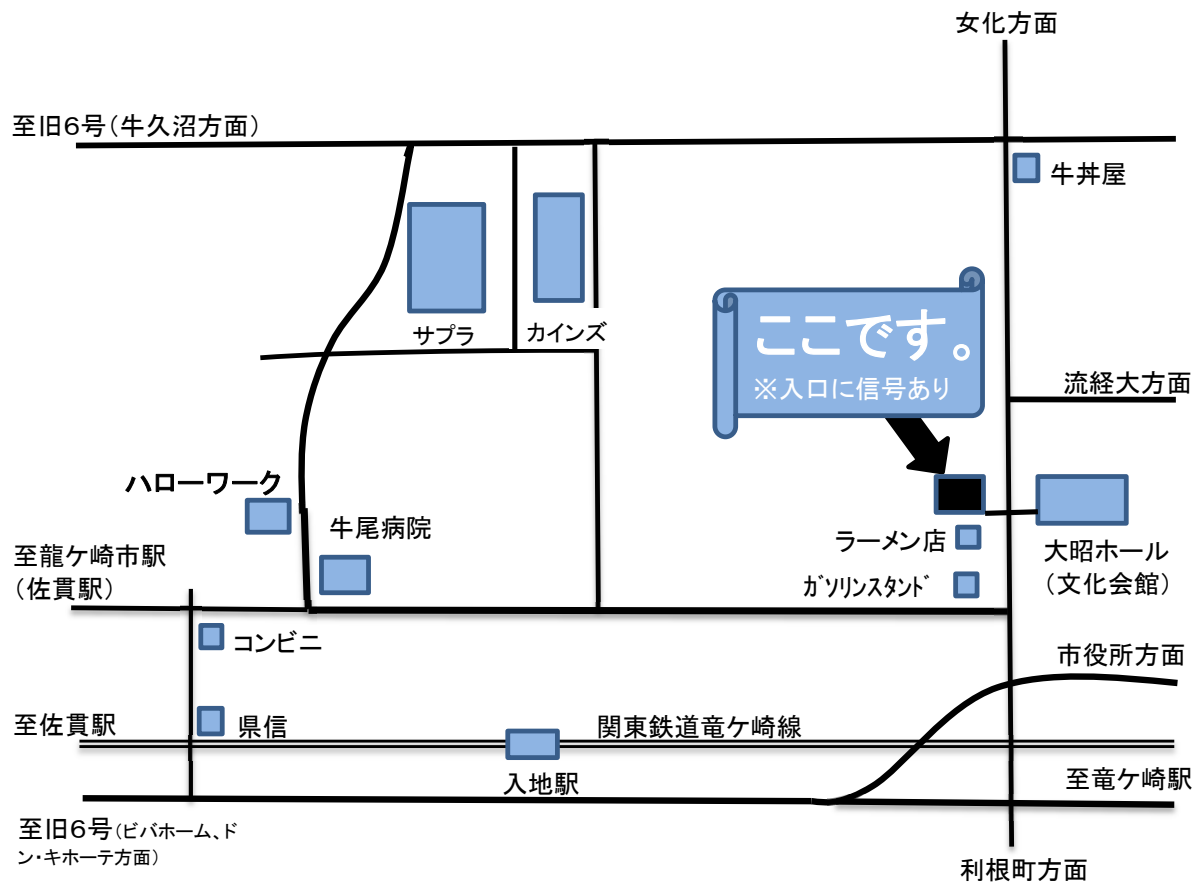 女化方面
至旧6号(牛久沼方面)
牛丼屋
サプラ
カインズ
ここです。
※入口に信号あり
流経大方面
ハローワーク
牛尾病院
ラーメン店
至龍ケ崎市駅
(佐貫駅)
大昭ホール
(文化会館)
ガソリンスタンド
コンビニ
市役所方面
至佐貫駅
県信
関東鉄道竜ケ崎線
入地駅
至竜ケ崎駅
至旧6号(ビバホーム、ド
ン・キホーテ方面)
利根町方面